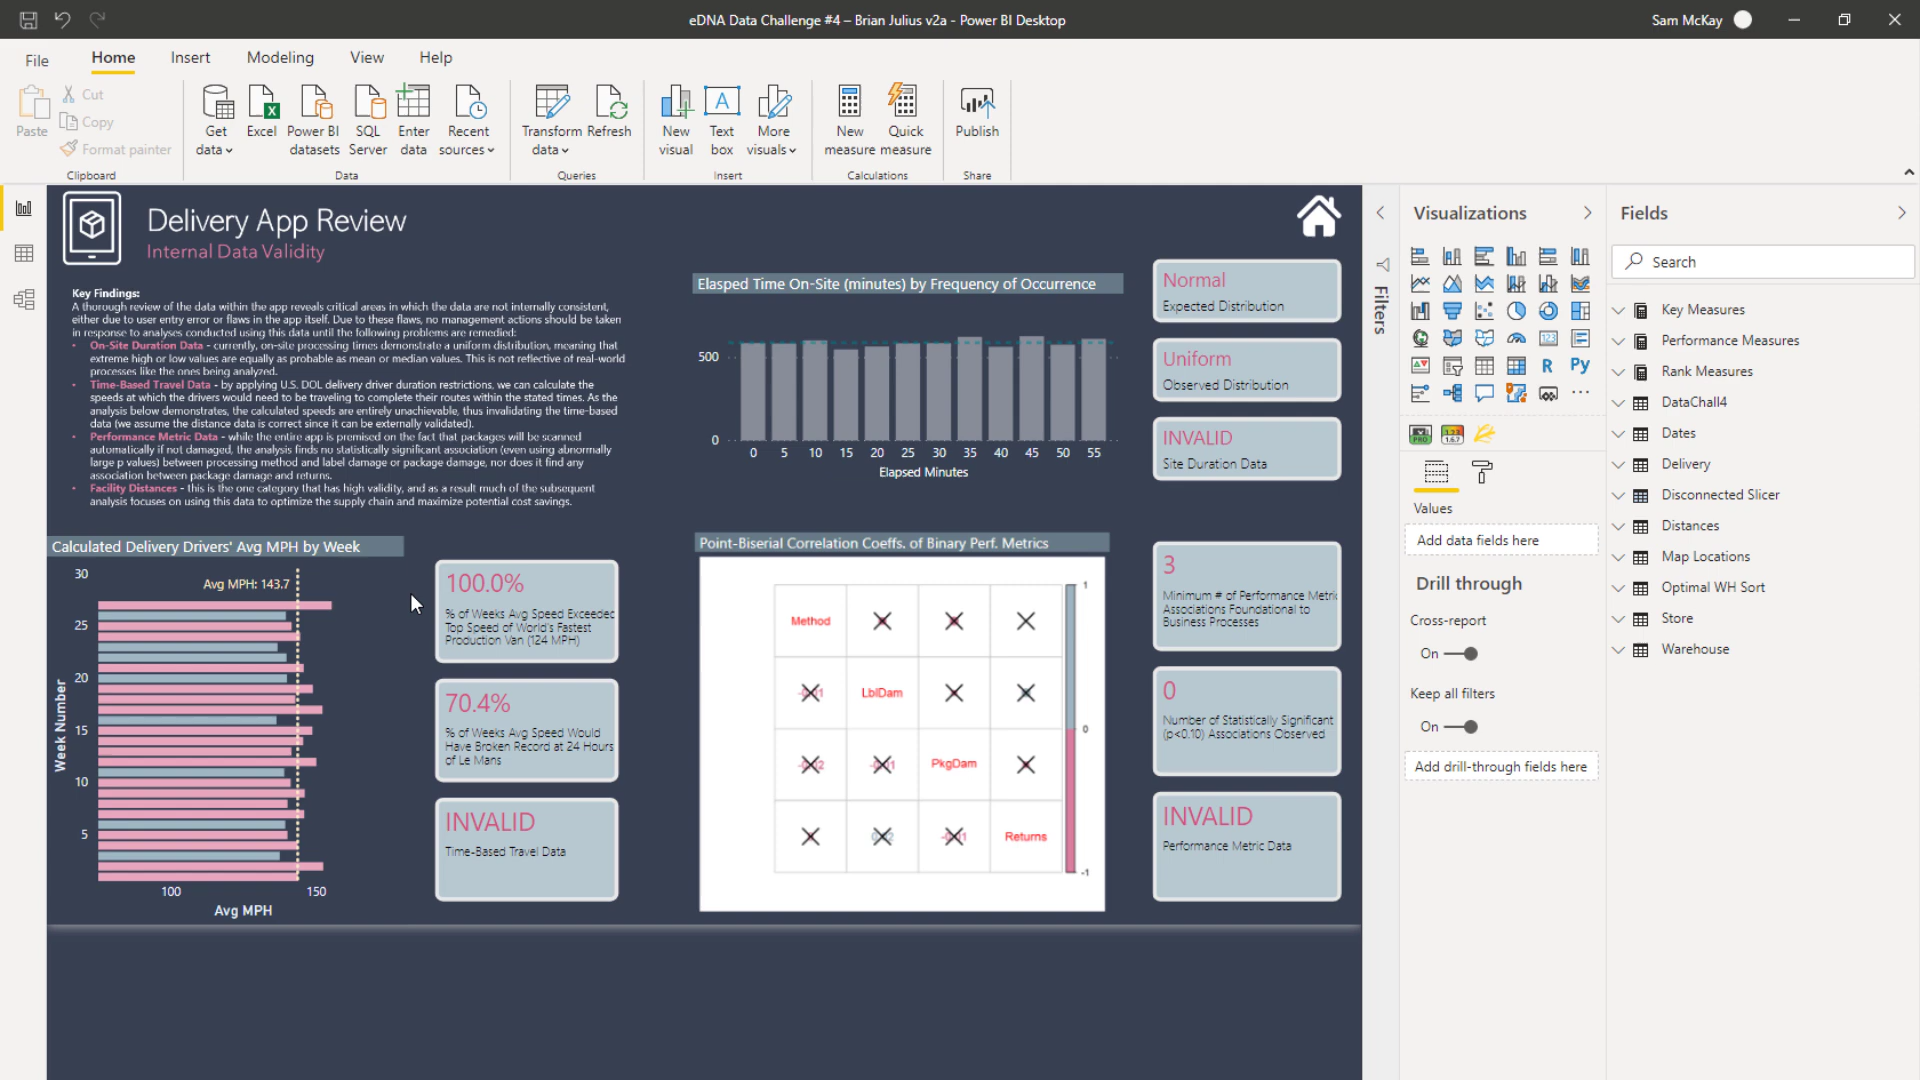 eDNA Data Challenge #4 – Brian Julius v2a - Power BI Desktop
Sam McKay
File
Home
Insert
Modeling
View
Help
Paste
Cut
Copy
Format painter
Clipboard
Get data
Excel
Power BI datasets
SQL Server
Enter data
Recent sources
Data
Transform data
Refresh
Queries
New visual
Text box
More visuals
Insert
New measure
Quick measure
Calculations
Publish
Share
Delivery App Review
Internal Data Validity
Key Findings:
A thorough review of the data within the app reveals critical areas in which the data are not internally consistent,
either due to user entry error or flaws in the app itself. Due to these flaws, no management actions should be taken
in response to analyses conducted using this data until the following problems are remedied:
• On-Site Duration Data - currently, on-site processing times demonstrate a uniform distribution, meaning that
extreme high or low values are equally as probable as mean or median values. This is not reflective of real-world
processes like the ones being analyzed.
• Time-Based Travel Data - by applying U.S. DOL delivery driver duration restrictions, we can calculate the
speeds at which the drivers would need to be traveling to complete their routes within the stated times. As the
analysis below demonstrates, the calculated speeds are entirely unachievable, thus invalidating the time-based
data (we assume the distance data is correct since it can be externally validated).
• Performance Metric Data - while the entire app is premised on the fact that packages will be scanned
automatically if not damaged, the analysis finds no statistically significant association (even using abnormally
large p values) between processing method and label damage or package damage, nor does it find any
association between package damage and returns.
• Facility Distances - this is the one category that has high validity, and as a result much of the subsequent
analysis focuses on using this data to optimize the supply chain and maximize potential cost savings.
Elasped Time On-Site (minutes) by Frequency of Occurrence
500
0
0 5 10 15 20 25 30 35 40 45 50 55
Elapsed Minutes
Normal
Expected Distribution
Uniform
Observed Distribution
INVALID
Site Duration Data
Calculated Delivery Drivers' Avg MPH by Week
Avg MPH: 143.7
30
25
20
15
10
5
Week Number
100 150
Avg MPH
100.0%
% of Weeks Avg Speed Exceeded
Top Speed of World's Fastest
Production Van (124 MPH)
70.4%
% of Weeks Avg Speed Would
Have Broken Record at 24 Hours
of Le Mans
INVALID
Time-Based Travel Data
Point-Biserial Correlation Coeffs. of Binary Perf. Metrics
Method
LblDam
PkgDam
Returns
1
0
-1
3
Minimum # of Performance Metric
Associations Foundational to
Business Processes
0
Number of Statistically Significant
(p<0.10) Associations Observed
INVALID
Performance Metric Data
Filters
Visualizations
Values
Add data fields here
Drill through
Cross-report
On
Keep all filters
On
Add drill-through fields here
Fields
Search
Key Measures
Performance Measures
Rank Measures
DataChall4
Dates
Delivery
Disconnected Slicer
Distances
Map Locations
Optimal WH Sort
Store
Warehouse